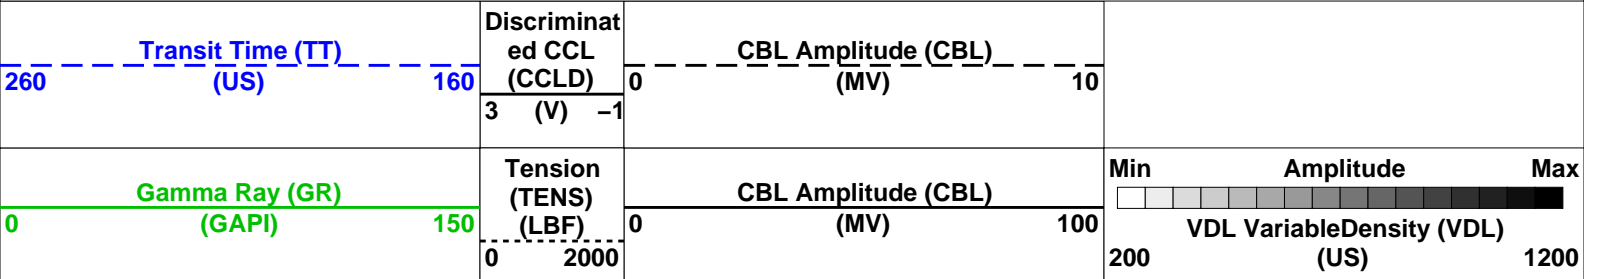 Transit Time (TT)
260 (US) 160
Discriminat
ed CCL
(CCLD)
3 (V) –1
CBL Amplitude (CBL)
0 (MV) 10
Gamma Ray (GR)
0 (GAPI) 150
Tension
(TENS)
(LBF)
0 2000
CBL Amplitude (CBL)
0 (MV) 100
Min Amplitude Max
VDL VariableDensity (VDL)
200 (US) 1200